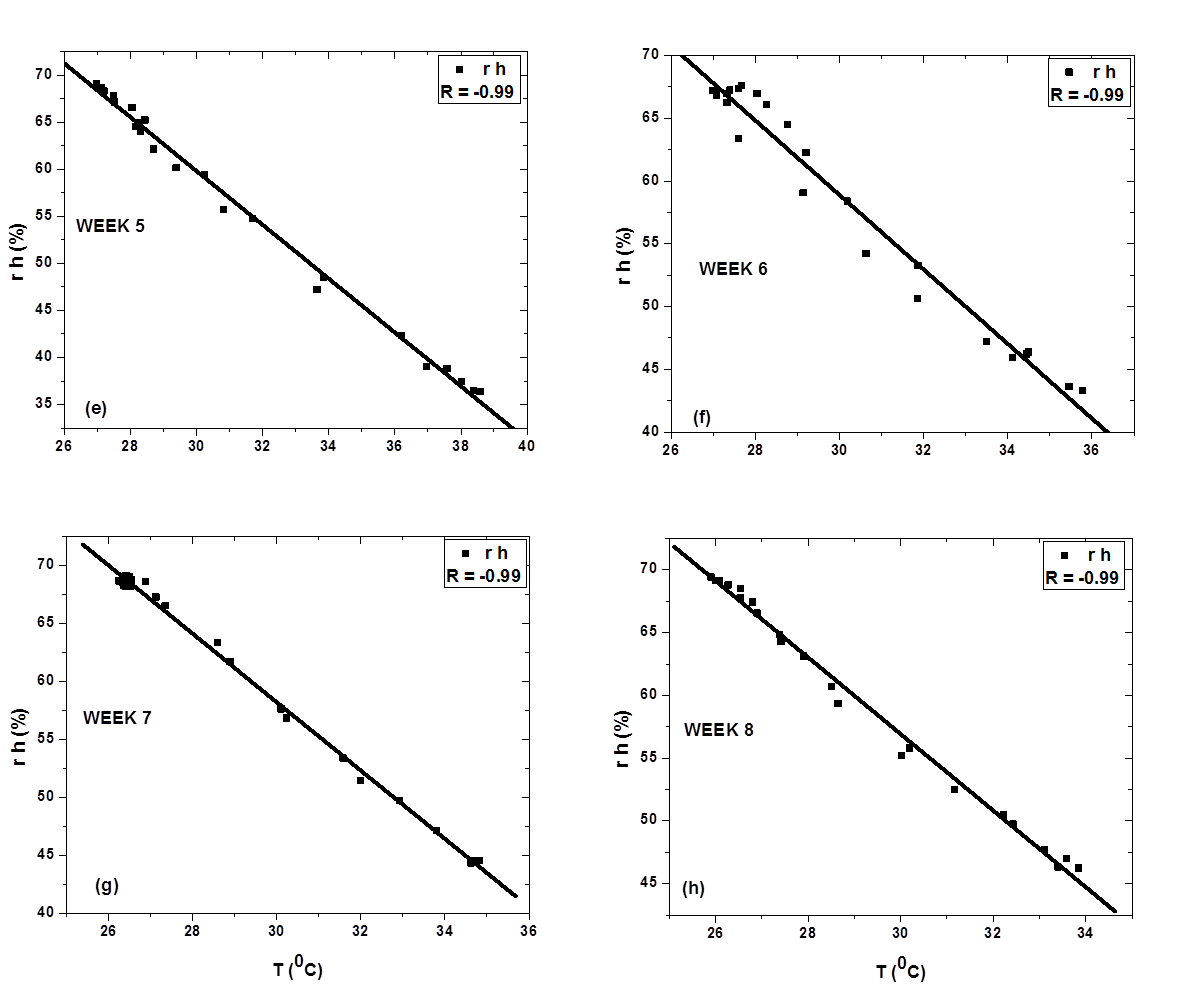 r h
R = -0.99
70
65
60
55
50
45
40
35
r h (%)
WEEK 5
(e)
26 28 30 32 34 36 38 40
r h
R = -0.99
70
65
60
55
50
45
40
r h (%)
WEEK 6
(f)
26 28 30 32 34 36
r h
R = -0.99
70
65
60
55
50
45
40
r h (%)
WEEK 7
(g)
26 28 30 32 34 36
T (⁰C)
r h
R = -0.99
70
65
60
55
50
45
r h (%)
WEEK 8
(h)
26 28 30 32 34
T (⁰C)